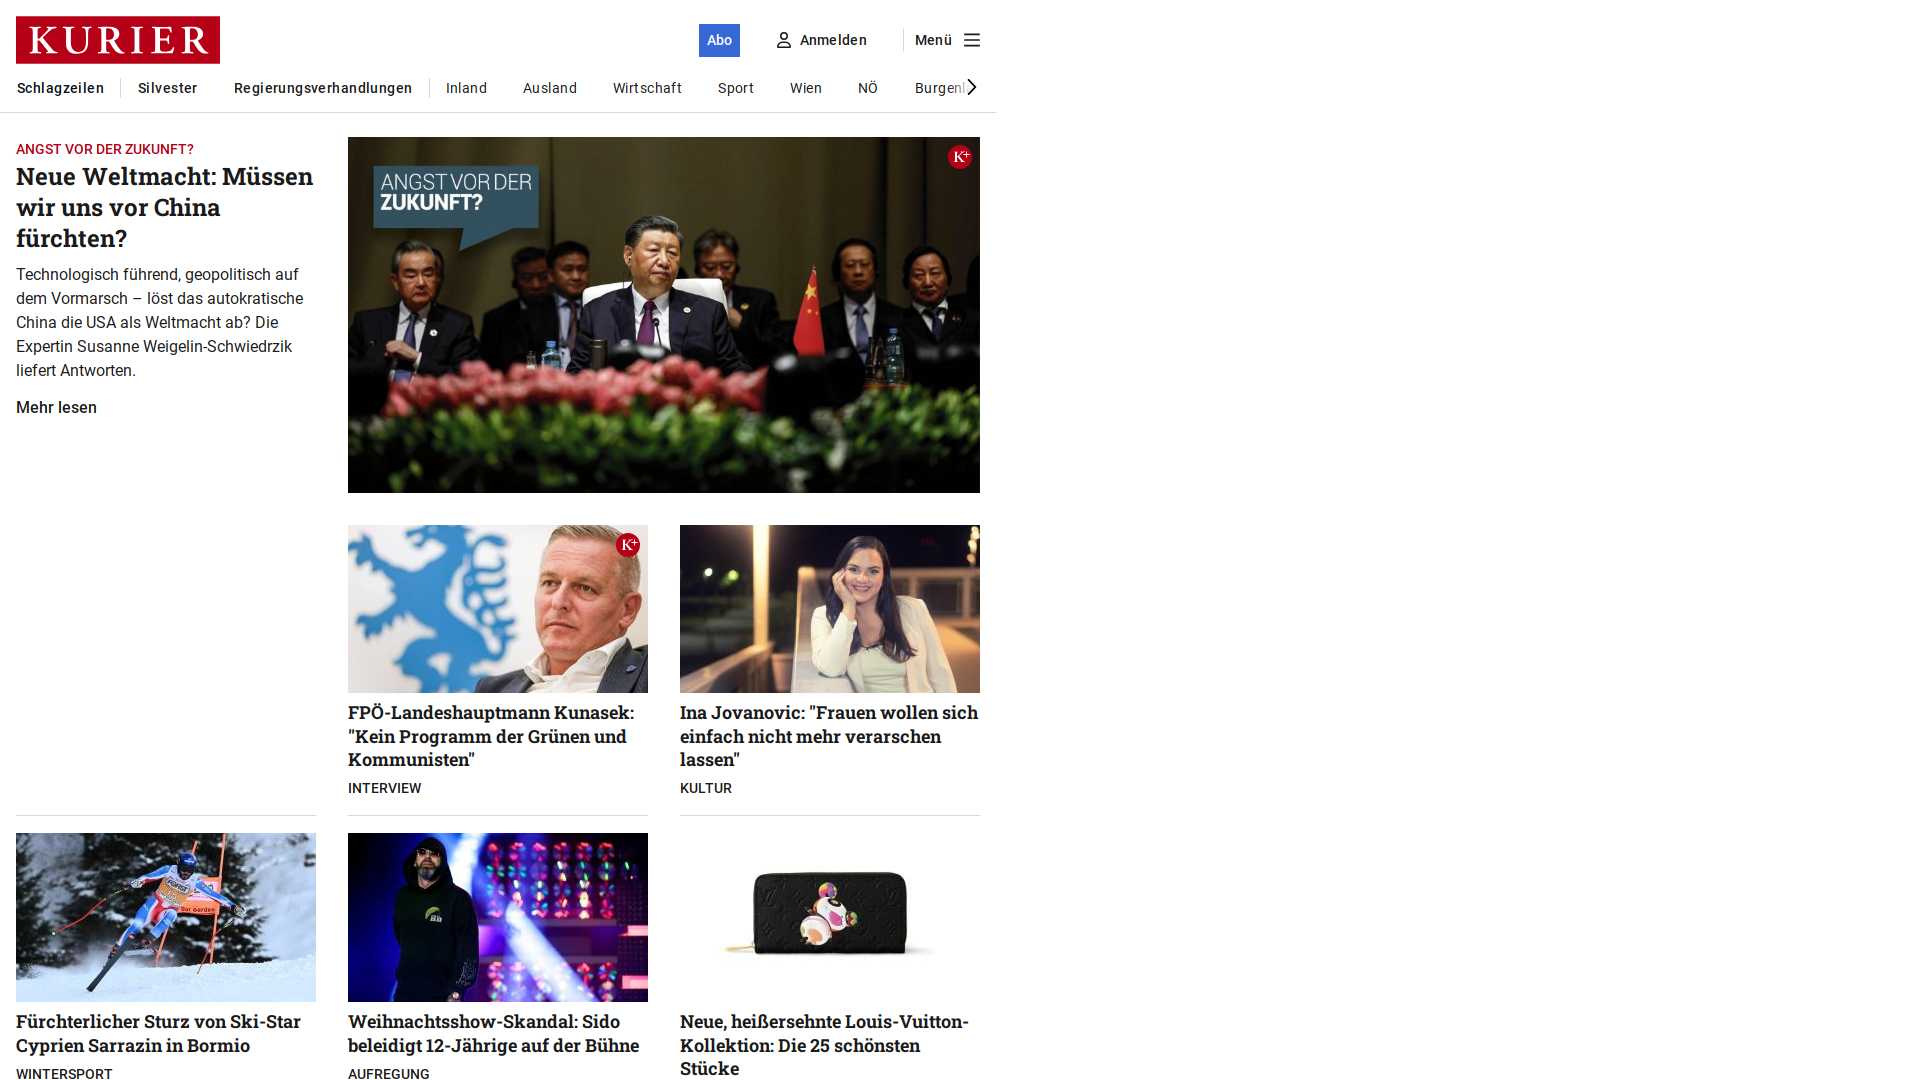 KURIER
Abo
Anmelden
Menü
Schlagzeilen
Silvester
Regierungsverhandlungen
Inland
Ausland
Wirtschaft
Sport
Wien
NÖ
ANGST VOR DER ZUKUNFT?
Neue Weltmacht: Müssen
wir uns vor China
fürchten?
Technologisch führend, geopolitisch auf
dem Vormarsch – löst das autokratische
China die USA als Weltmacht ab? Die
Expertin Susanne Weigelin-Schwiedrzik
liefert Antworten.
Mehr lesen
ANGST VOR DER
ZUKUNFT?
K+
K+
FPÖ-Landeshauptmann Kunasek:
"Kein Programm der Grünen und
Kommunisten"
INTERVIEW
Ina Jovanovic: "Frauen wollen sich
einfach nicht mehr verarschen
lassen"
KULTUR
Fürchterlicher Sturz von Ski-Star
Cyprien Sarrazin in Bormio
WINTERSPORT
Weihnachtsshow-Skandal: Sido
beleidigt 12-Jährige auf der Bühne
AUFREGUNG
Neue, heißersehnte Louis-Vuitton-
Kollektion: Die 25 schönsten
Stücke